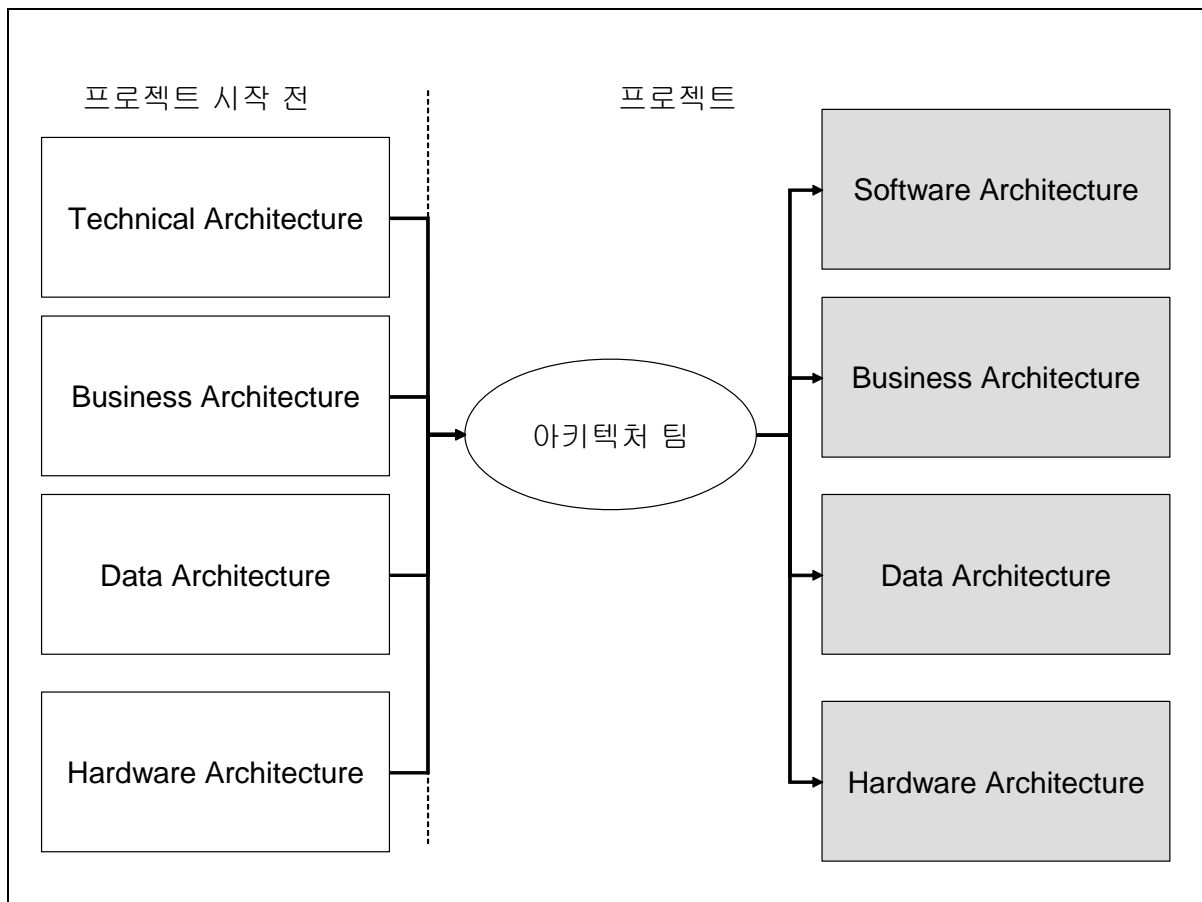 프로젝트 시작 전
프로젝트
Technical Architecture
Business Architecture
Data Architecture
Hardware Architecture
아키텍처 팀
Software Architecture
Business Architecture
Data Architecture
Hardware Architecture